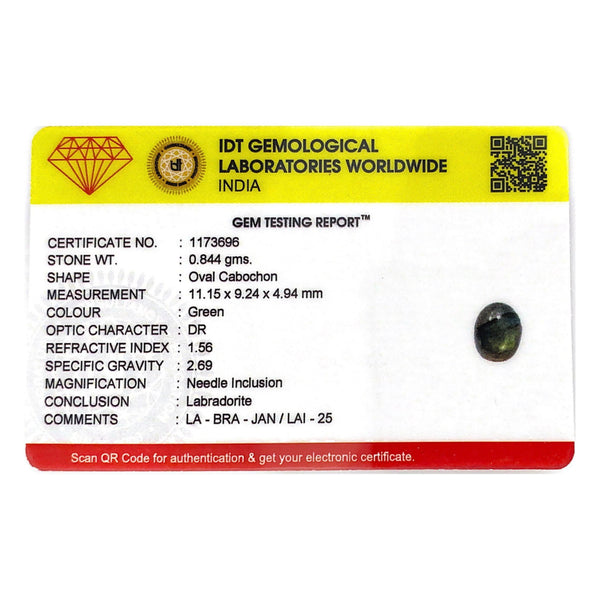 IDT GEMOLOGICAL
LABORATORIES WORLDWIDE
INDIA
GEM TESTING REPORT™
CERTIFICATE NO. : 1173696
STONE WT. : 0.844 gms.
SHAPE : Oval Cabochon
MEASUREMENT : 11.15 x 9.24 x 4.94 mm
COLOUR : Green
OPTIC CHARACTER : DR
REFRACTIVE INDEX : 1.56
SPECIFIC GRAVITY : 2.69
MAGNIFICATION : Needle Inclusion
CONCLUSION : Labradorite
COMMENTS : LA - BRA - JAN / LAI - 25
Scan QR Code for authentication & get your electronic certificate.